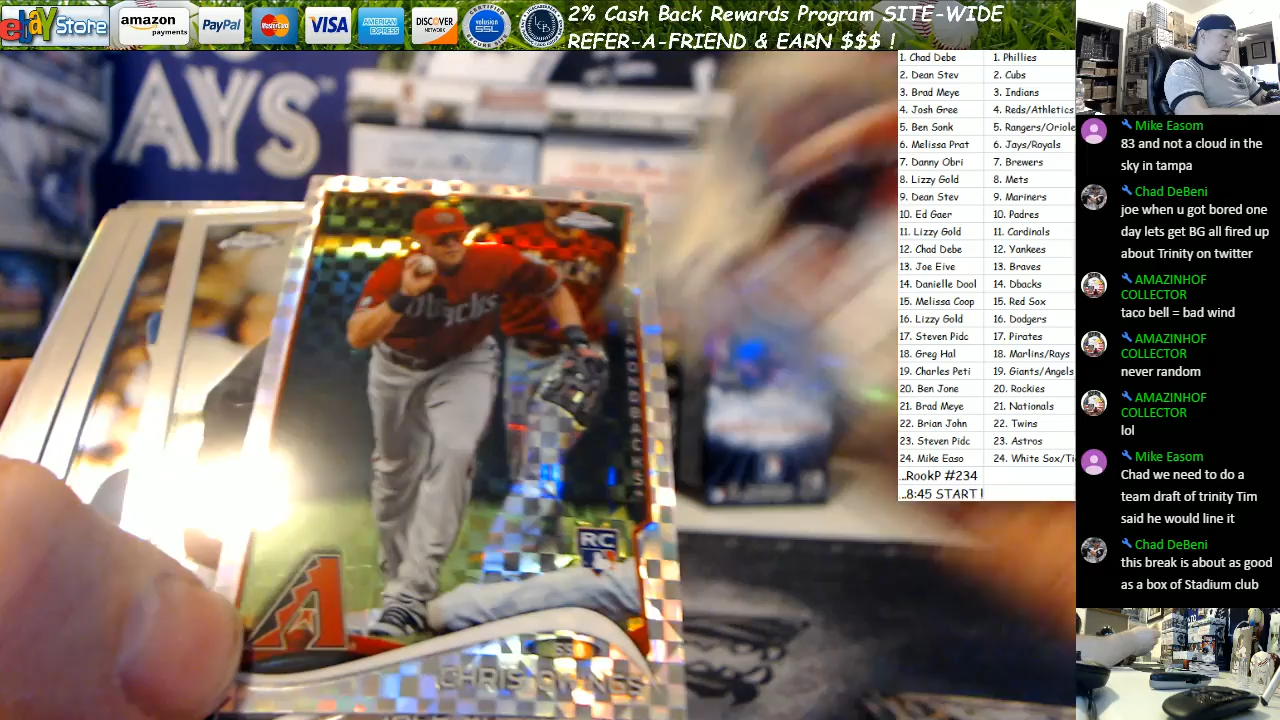 ebay Store
amazon
payments
PayPal
MasterCard
VISA
AMERICAN
EXPRESS
DISCOVER
NETWORK
volusion
SSL
2% Cash Back Rewards Program SITE-WIDE
REFER-A-FRIEND & EARN $$$ !
AYS
1. Chad Debe 1. Phillies
2. Dean Stev 2. Cubs
3. Brad Meye 3. Indians
4. Josh Gree 4. Reds/Athletics
5. Ben Sonk 5. Rangers/Oriole
6. Melissa Prat 6. Jays/Royals
7. Danny Obri 7. Brewers
8. Lizzy Gold 8. Mets
9. Dean Stev 9. Mariners
10. Ed Gaer 10. Padres
11. Lizzy Gold 11. Cardinals
12. Chad Debe 12. Yankees
13. Joe Eive 13. Braves
14. Danielle Dool 14. Dbacks
15. Melissa Coop 15. Red Sox
16. Lizzy Gold 16. Dodgers
17. Steven Pidc 17. Pirates
18. Greg Hal 18. Marlins/Rays
19. Charles Peti 19. Giants/Angels
20. Ben Jone 20. Rockies
21. Brad Meye 21. Nationals
22. Brian John 22. Twins
23. Steven Pidc 23. Astros
24. Mike Easo 24. White Sox/Ti
...RookP #234
...8:45 START!
Mike Easom
83 and not a cloud in the
sky in tampa
Chad DeBeni
joe when u got bored one
day lets get BG all fired up
about Trinity on twitter
AMAZINHOF
COLLECTOR
taco bell = bad wind
AMAZINHOF
COLLECTOR
never random
AMAZINHOF
COLLECTOR
lol
Mike Easom
Chad we need to do a
team draft of trinity Tim
said he would line it
Chad DeBeni
this break is about as good
as a box of Stadium club
DIAMONDBACKS
RC
CHRIS OWINGS